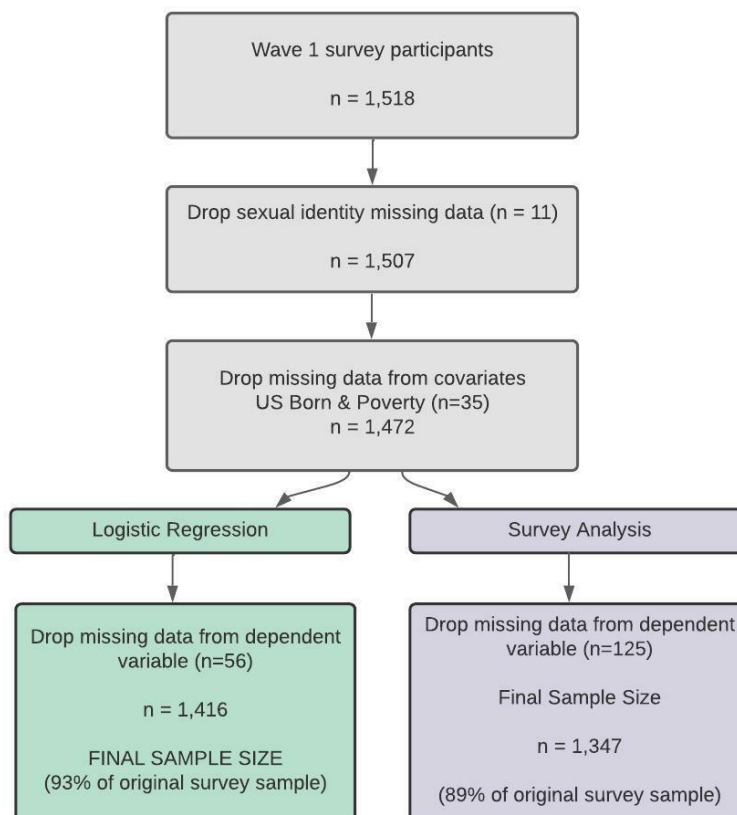 Wave 1 survey participants
n = 1,518
Drop sexual identity missing data (n = 11)
n = 1,507
Drop missing data from covariates
US Born & Poverty (n=35)
n = 1,472
Logistic Regression
Survey Analysis
Drop missing data from dependent
variable (n=56)
n = 1,416
FINAL SAMPLE SIZE
(93% of original survey sample)
Drop missing data from dependent
variable (n=125)
Final Sample Size
n = 1,347
(89% of original survey sample)